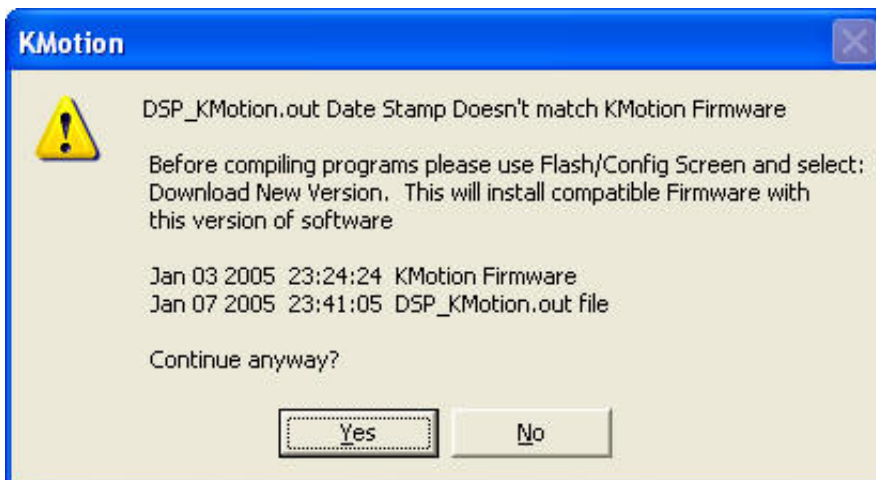 KMotion
DSP_KMotion.out Date Stamp Doesn't match KMotion Firmware
Before compiling programs please use Flash/Config Screen and select:
Download New Version.  This will install compatible Firmware with
this version of software
Jan 03 2005  23:24:24  KMotion Firmware
Jan 07 2005  23:41:05  DSP_KMotion.out file
Continue anyway?
Yes
No